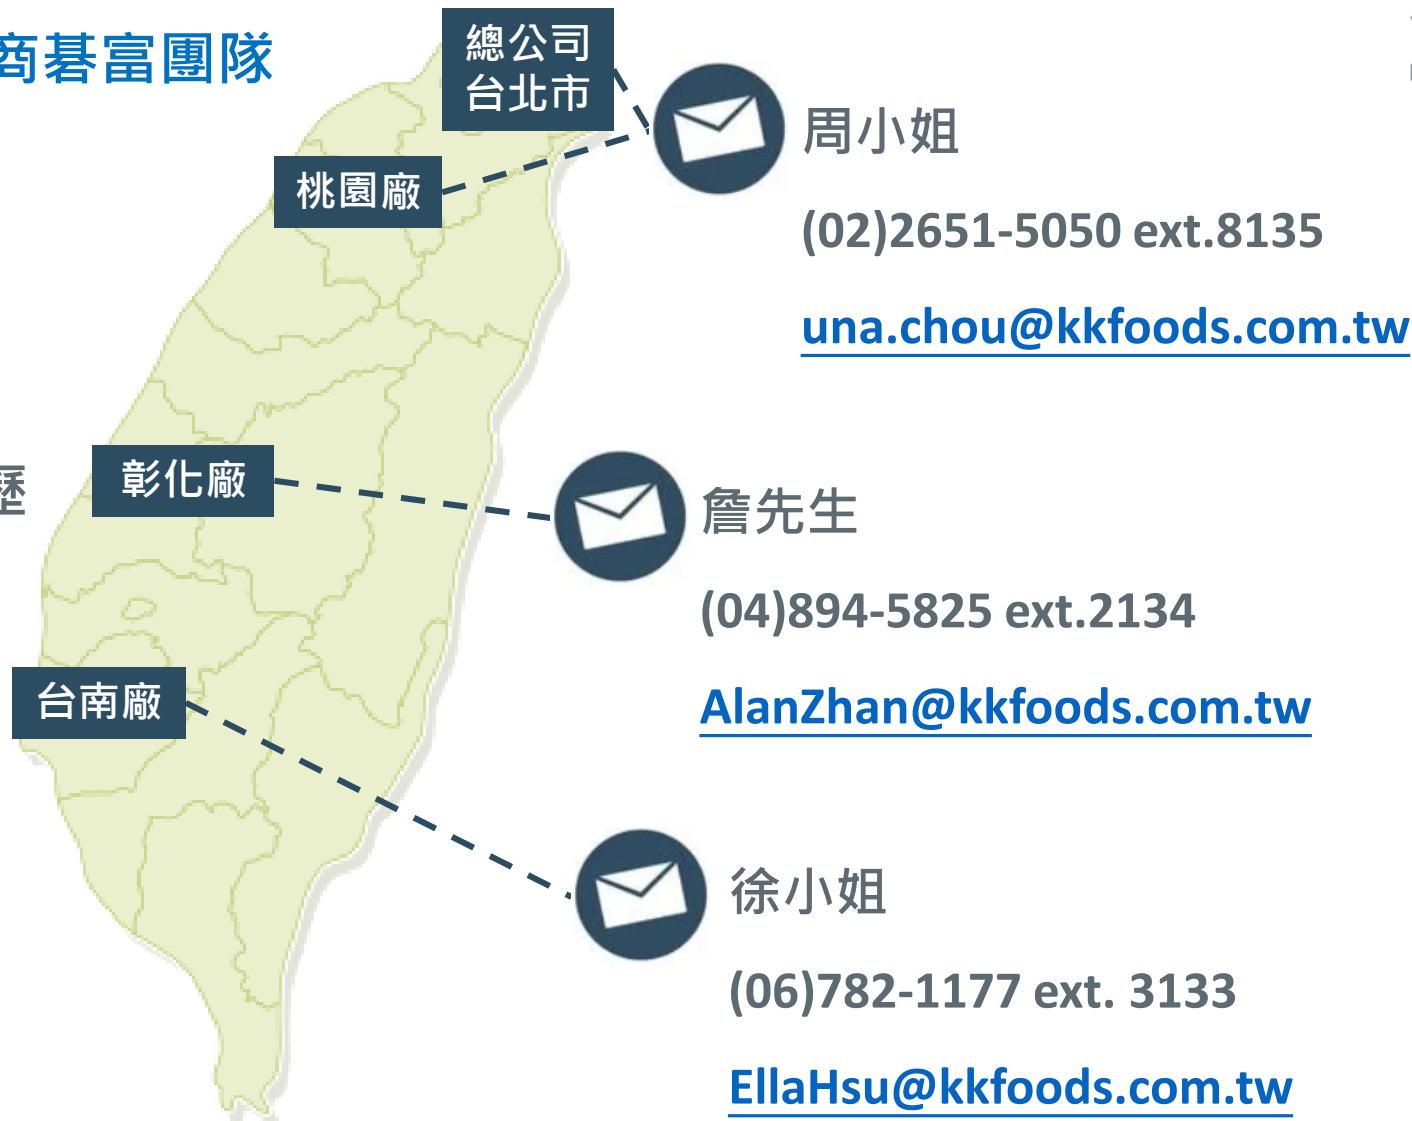 商碁富團隊
總公司
台北市
周小姐
桃園廠
(02)2651-5050 ext.8135
una.chou@kkfoods.com.tw
歷
彰化廠
詹先生
(04)894-5825 ext.2134
AlanZhan@kkfoods.com.tw
台南廠
徐小姐
(06)782-1177 ext. 3133
EllaHsu@kkfoods.com.tw